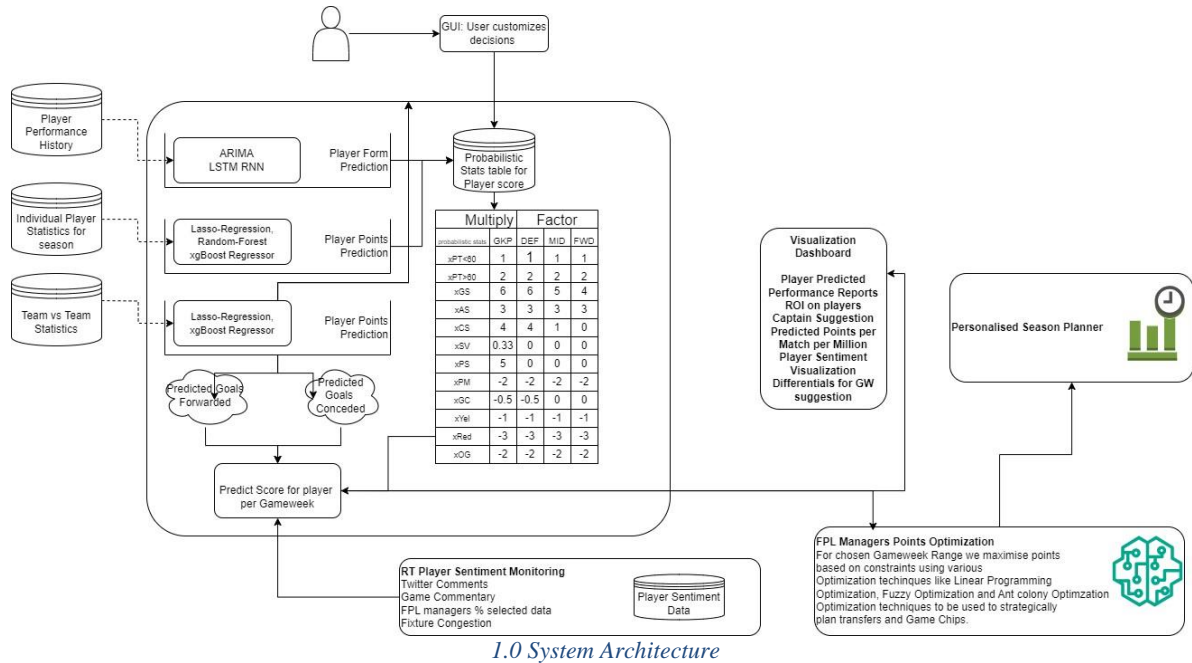 GUI: User customizes
decisions
Player
Performance
History
ARIMA
LSTM RNN
Player Form
Prediction
Probabilistic
Stats table for
Player score
Individual Player
Statistics for
season
Lasso-Regression,
Random-Forest
xgBoost Regressor
Player Points
Prediction
Team vs Team
Statistics
Lasso-Regression,
xgBoost Regressor
Player Points
Prediction
Predicted Goals
Forwarded
Predicted
Goals
Conceded
Predict Score for player
per Gameweek
Multiply Factor
probabilistic stats GKP DEF MID FWD
xPT<60 1 1 1 1
xPT>60 2 2 2 2
xGS 6 6 5 4
xAS 3 3 3 3
xCS 4 4 1 0
xSV 0.33 0 0 0
xPS 5 0 0 0
xPM -2 -2 -2 -2
xGC -0.5 -0.5 0 0
xYel -1 -1 -1 -1
xRed -3 -3 -3 -3
xOG -2 -2 -2 -2
Visualization
Dashboard
Player Predicted
Performance Reports
ROI on players
Captain Suggestion
Predicted Points per
Match per Million
Player Sentiment
Visualization
Differentials for GW
suggestion
Personalised Season Planner
RT Player Sentiment Monitoring
Twitter Comments
Game Commentary
FPL managers % selected data
Fixture Congestion
Player Sentiment
Data
FPL Managers Points Optimization
For chosen Gameweek Range we maximise points
based on constraints using various
Optimization techinques like Linear Programming
Optimization, Fuzzy Optimization and Ant colony Optimzation
Optimization techniques to be used to strategically
plan transfers and Game Chips.
1.0 System Architecture